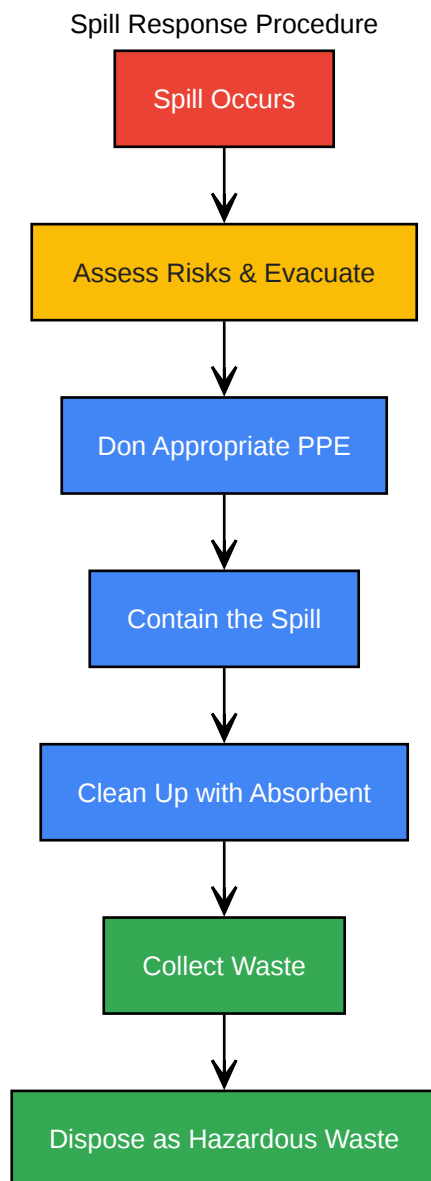 Spill Response Procedure
Spill Occurs
Assess Risks & Evacuate
Don Appropriate PPE
Contain the Spill
Clean Up with Absorbent
Collect Waste
Dispose as Hazardous Waste